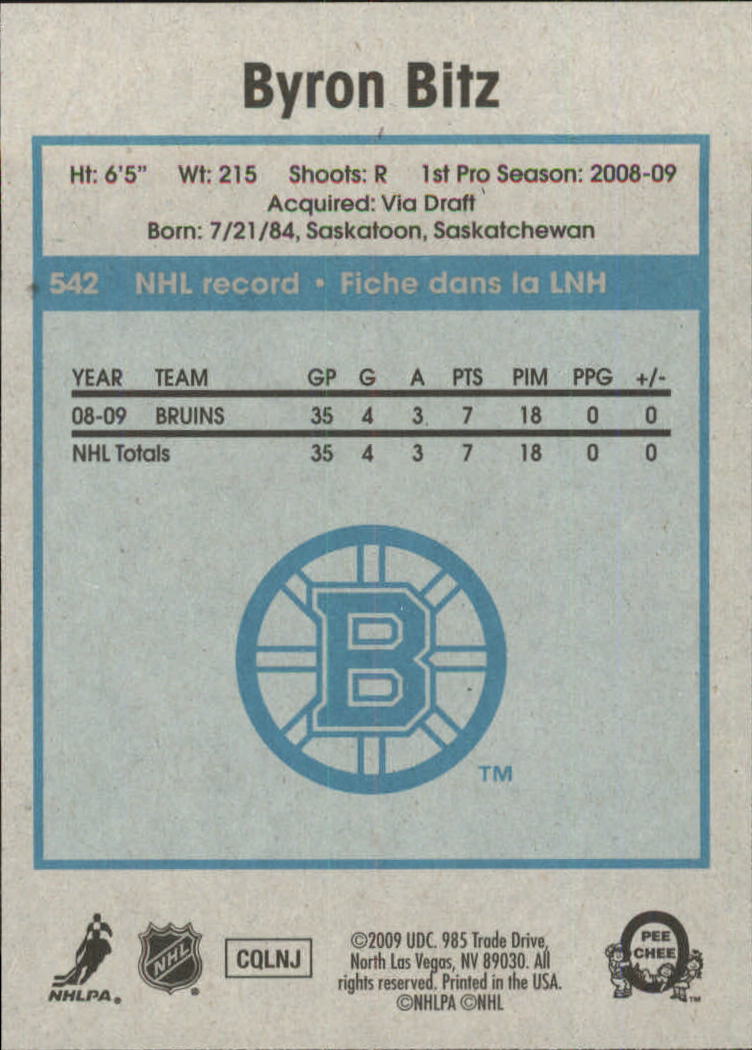 Byron Bitz
Ht: 6'5" Wt: 215 Shoots: R 1st Pro Season: 2008-09
Acquired: Via Draft
Born: 7/21/84, Saskatoon, Saskatchewan
542 NHL record • Fiche dans la LNH
YEAR TEAM GP G A PTS PIM PPG +/-
08-09 BRUINS 35 4 3 7 18 0 0
NHL Totals 35 4 3 7 18 0 0
B
TM
NHLPA®
NHL ®
CQLNJ
©2009 UDC. 985 Trade Drive,
North Las Vegas, NV 89030. All
rights reserved. Printed in the USA.
©NHLPA ©NHL
O
PEE
CHEE
TM